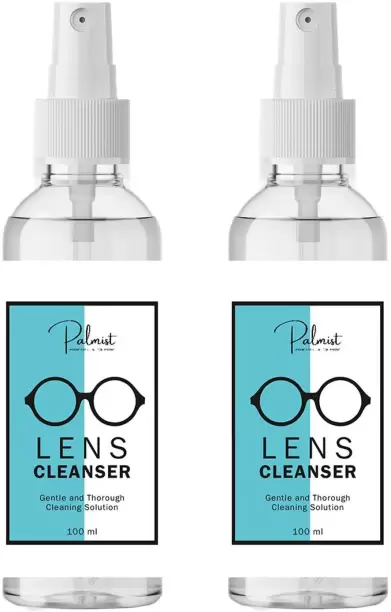 Palmist
LENS
CLEANSER
Gentle and Thorough
Cleaning Solution
100 ml
Palmist
LENS
CLEANSER
Gentle and Thorough
Cleaning Solution
100 ml